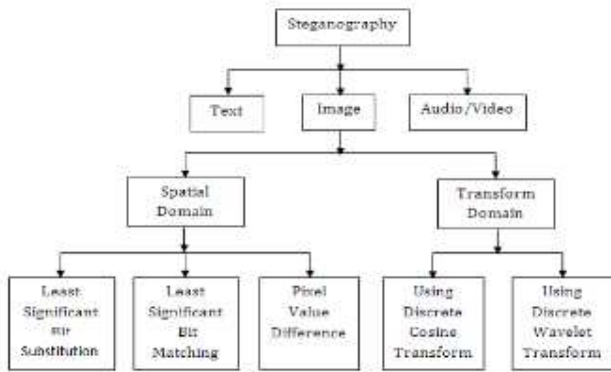 Steganography
Text
Image
Audio/Video
Spatial
Domain
Transform
Domain
Least
Significant
Bit
Substitution
Least
Significant
Bit
Matching
Pixel
Value
Difference
Using
Discrete
Cosine
Transform
Using
Discrete
Wavelet
Transform